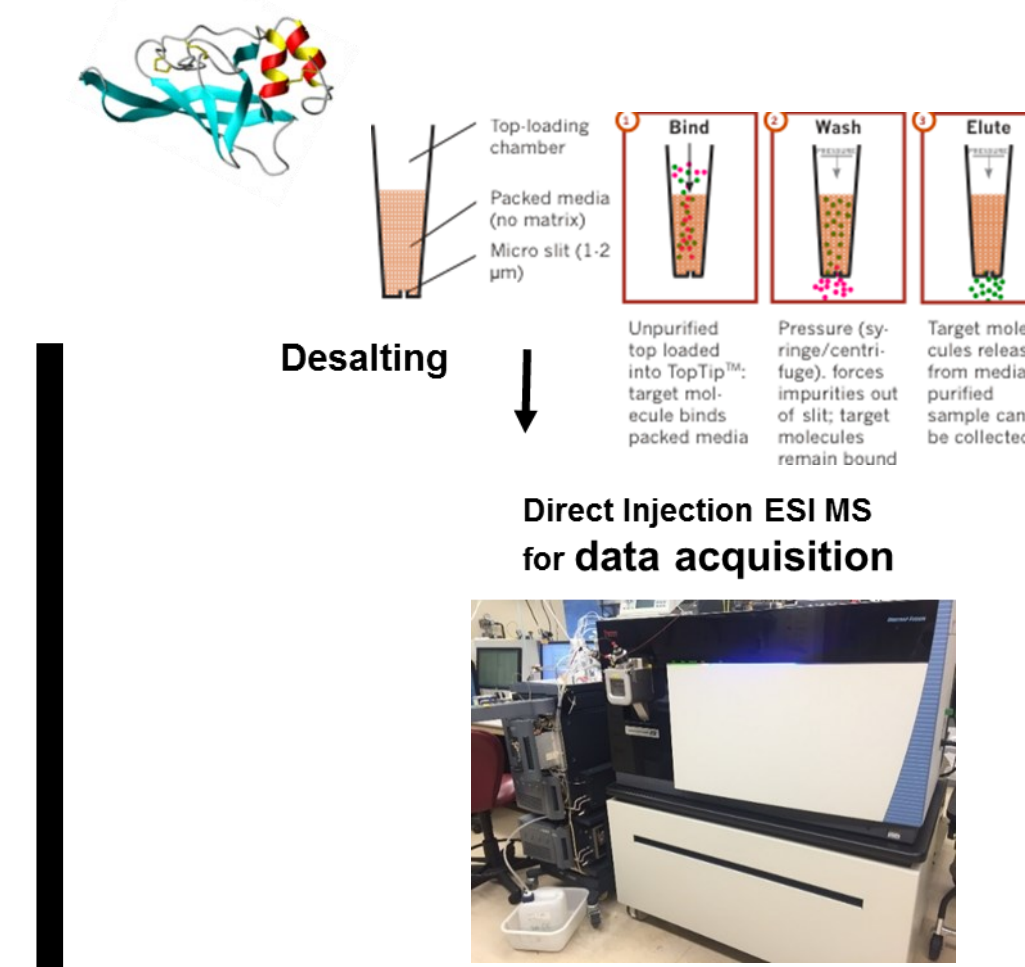 Top-loading
chamber
Packed media
(no matrix)
Micro slit (1-2
µm)
1
Bind
2
Wash
PRESSURE
3
Elute
PRESSURE
Unpurified
top loaded
into TopTip™:
target mol-
ecule binds
packed media
Pressure (sy-
ringe/centri-
fuge). forces
impurities out
of slit; target
molecules
remain bound
Target mole
cules releas
from media
purified
sample can
be collected
Desalting
Direct Injection ESI MS
for data acquisition